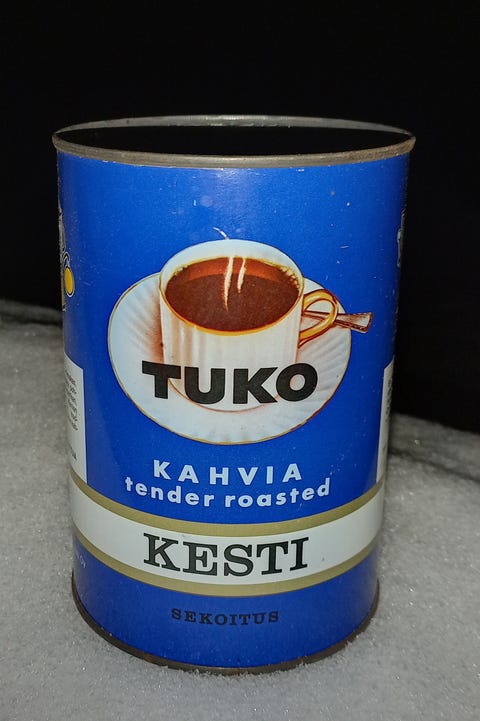 TUKO
KAHVIA
tender roasted
KESTI
SEKOITUS